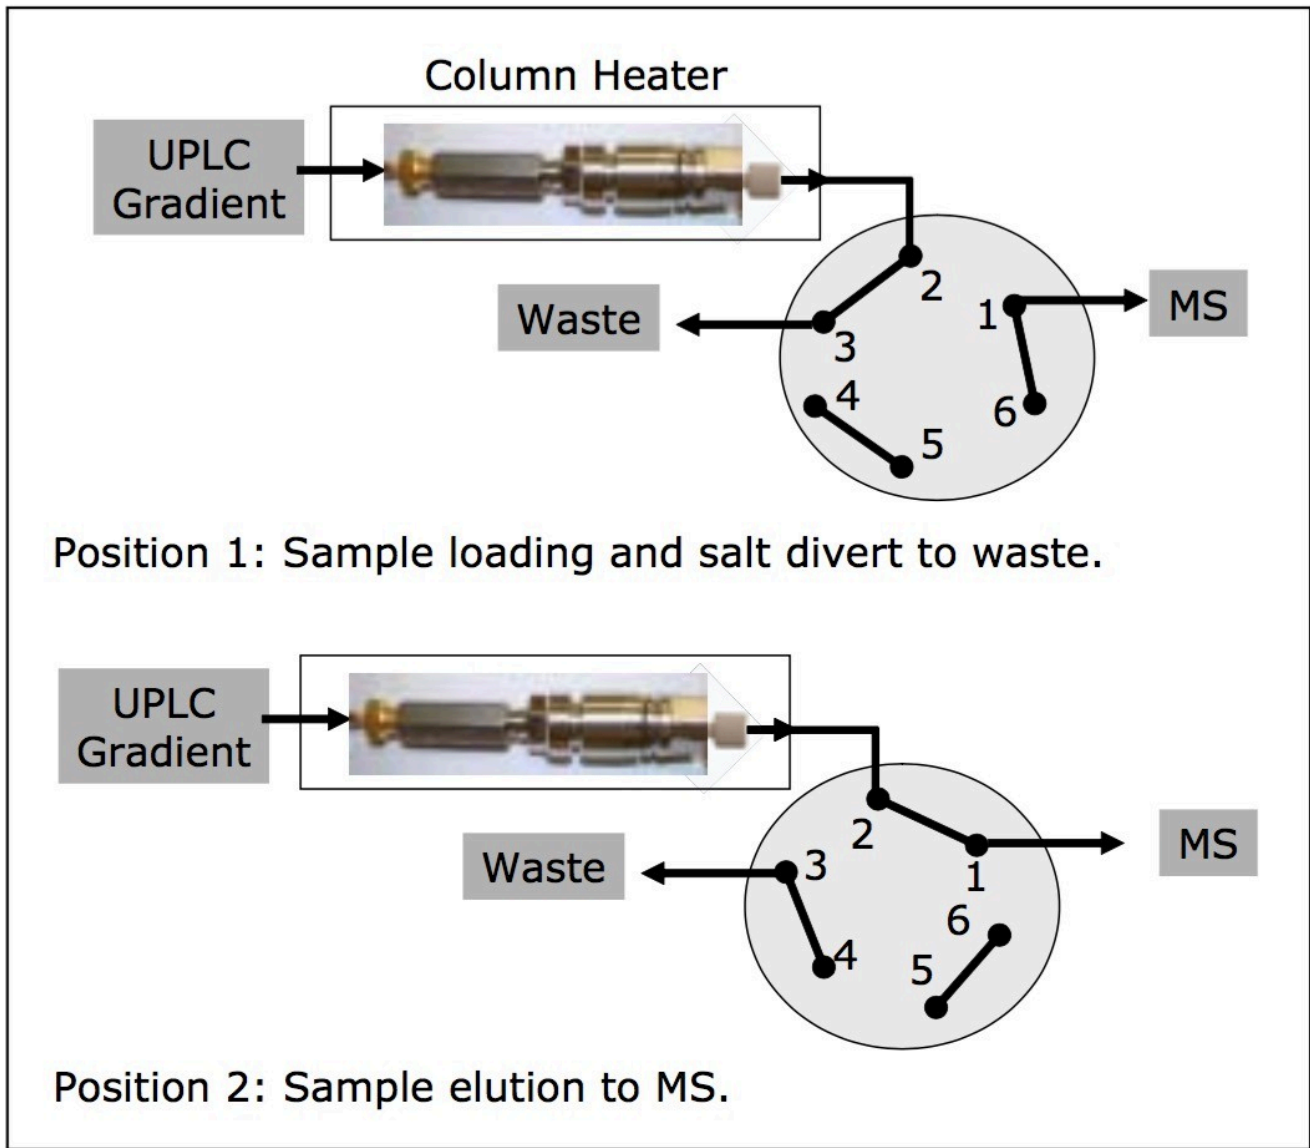 Column Heater
UPLC
Gradient
2
Waste
1
MS
3
4
6
5
Position 1: Sample loading and salt divert to waste.
UPLC
Gradient
2
MS
Waste
3
1
6
4
5
Position 2: Sample elution to MS.